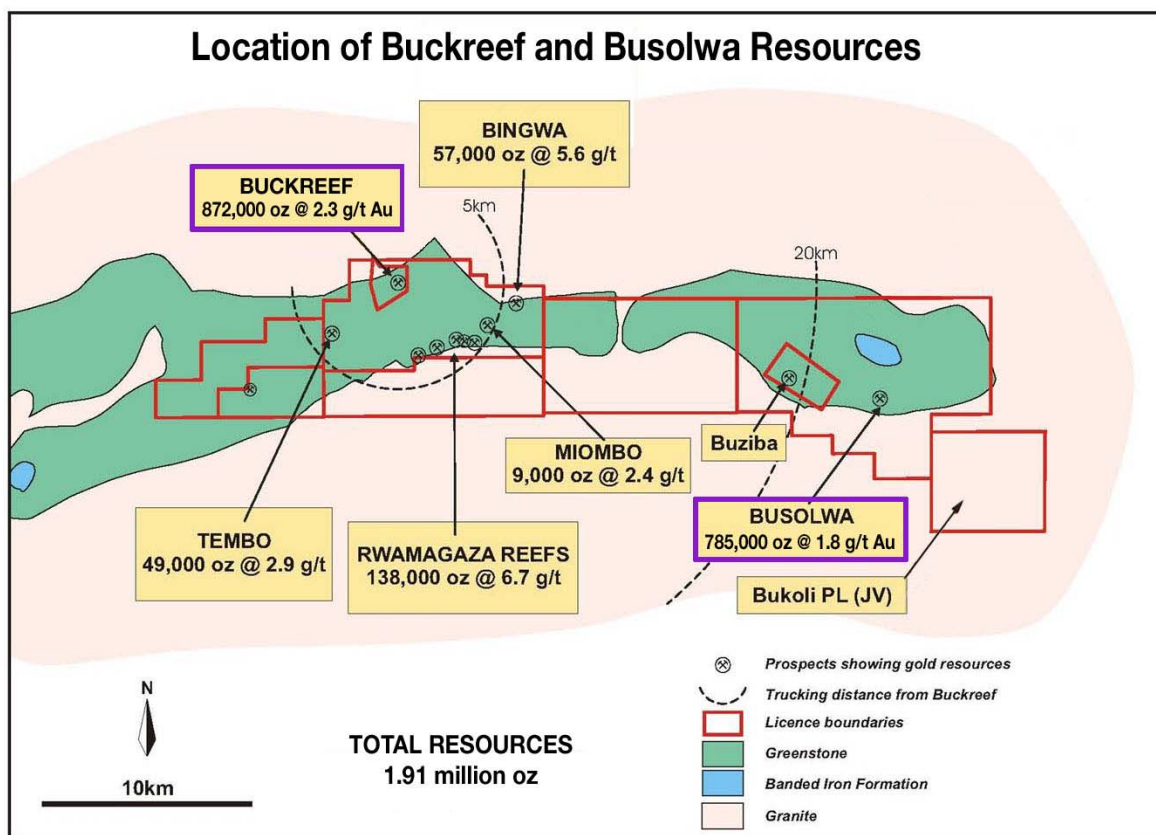 Location of Buckreef and Busolwa Resources
BINGWA
57,000 oz @ 5.6 g/t
BUCKREEF
872,000 oz @ 2.3 g/t Au
5km
20km
MIOMBO
9,000 oz @ 2.4 g/t
Buziba
TEMBO
49,000 oz @ 2.9 g/t
RWAMAGAZA REEFS
138,000 oz @ 6.7 g/t
BUSOLWA
785,000 oz @ 1.8 g/t Au
Bukoli PL (JV)
N
10km
TOTAL RESOURCES
1.91 million oz
Prospects showing gold resources
Trucking distance from Buckreef
Licence boundaries
Greenstone
Banded Iron Formation
Granite